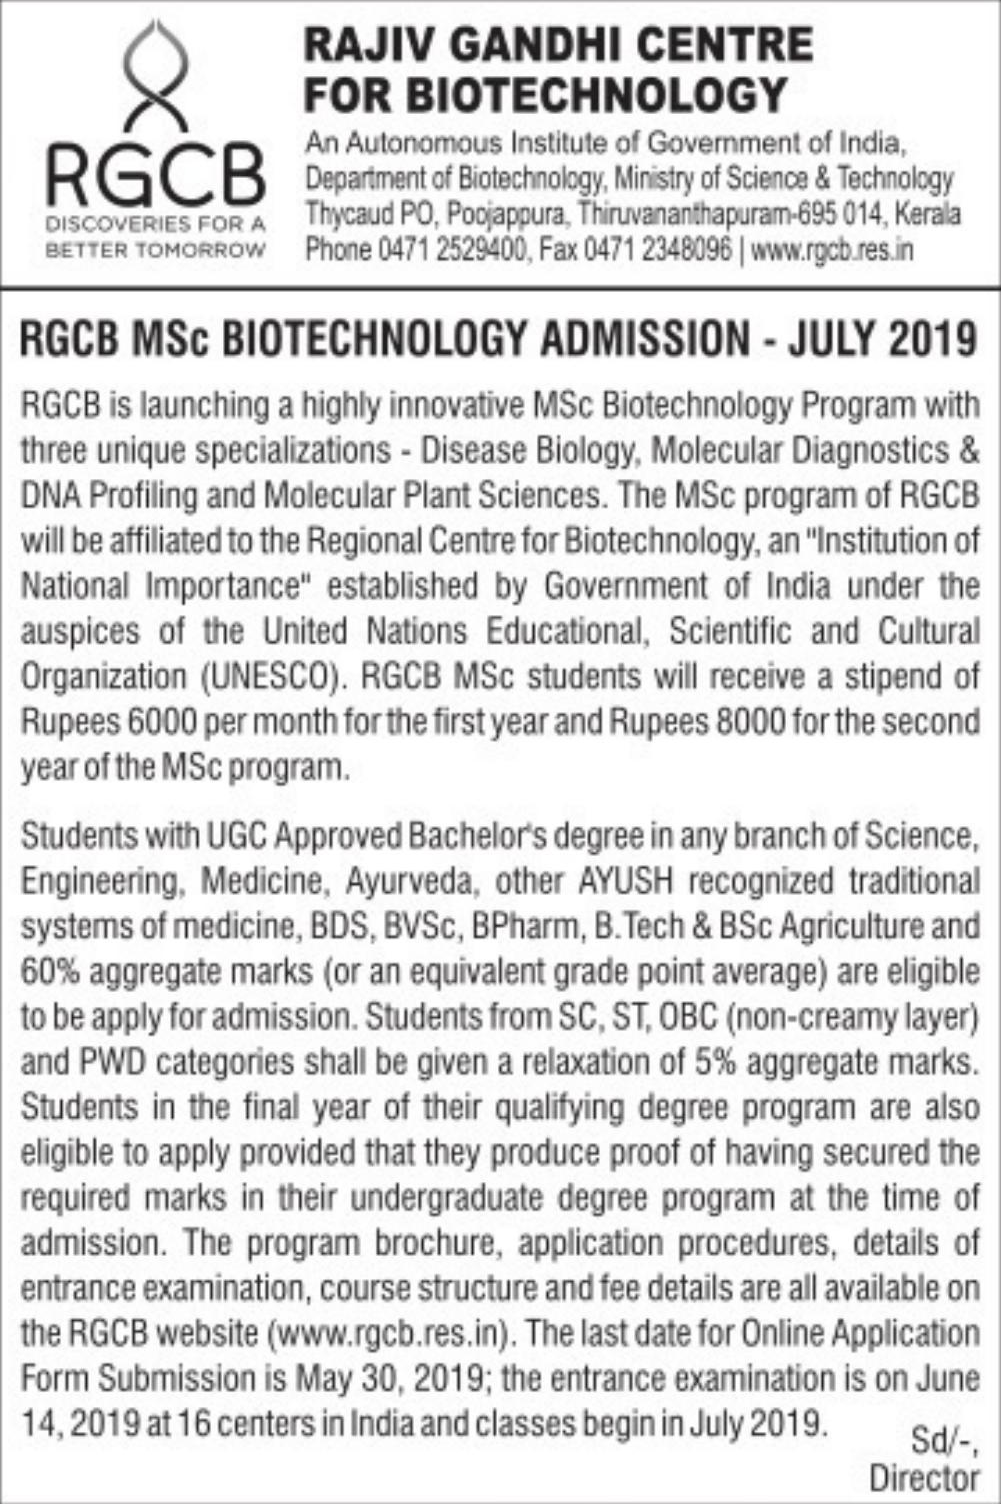 RGCB
DISCOVERIES FOR A
BETTER TOMORROW
RAJIV GANDHI CENTRE
FOR BIOTECHNOLOGY
An Autonomous Institute of Government of India,
Department of Biotechnology, Ministry of Science & Technology
Thycaud PO, Poojappura, Thiruvananthapuram-695 014, Kerala
Phone 0471 2529400, Fax 0471 2348096 | www.rgcb.res.in
RGCB MSc BIOTECHNOLOGY ADMISSION - JULY 2019
RGCB is launching a highly innovative MSc Biotechnology Program with
three unique specializations - Disease Biology, Molecular Diagnostics &
DNA Profiling and Molecular Plant Sciences. The MSc program of RGCB
will be affiliated to the Regional Centre for Biotechnology, an "Institution of
National Importance" established by Government of India under the
auspices of the United Nations Educational, Scientific and Cultural
Organization (UNESCO). RGCB MSc students will receive a stipend of
Rupees 6000 per month for the first year and Rupees 8000 for the second
year of the MSc program.
Students with UGC Approved Bachelor's degree in any branch of Science,
Engineering, Medicine, Ayurveda, other AYUSH recognized traditional
systems of medicine, BDS, BVSc, BPharm, B.Tech & BSc Agriculture and
60% aggregate marks (or an equivalent grade point average) are eligible
to be apply for admission. Students from SC, ST, OBC (non-creamy layer)
and PWD categories shall be given a relaxation of 5% aggregate marks.
Students in the final year of their qualifying degree program are also
eligible to apply provided that they produce proof of having secured the
required marks in their undergraduate degree program at the time of
admission. The program brochure, application procedures, details of
entrance examination, course structure and fee details are all available on
the RGCB website (www.rgcb.res.in). The last date for Online Application
Form Submission is May 30, 2019; the entrance examination is on June
14, 2019 at 16 centers in India and classes begin in July 2019.
Sd/-,
Director